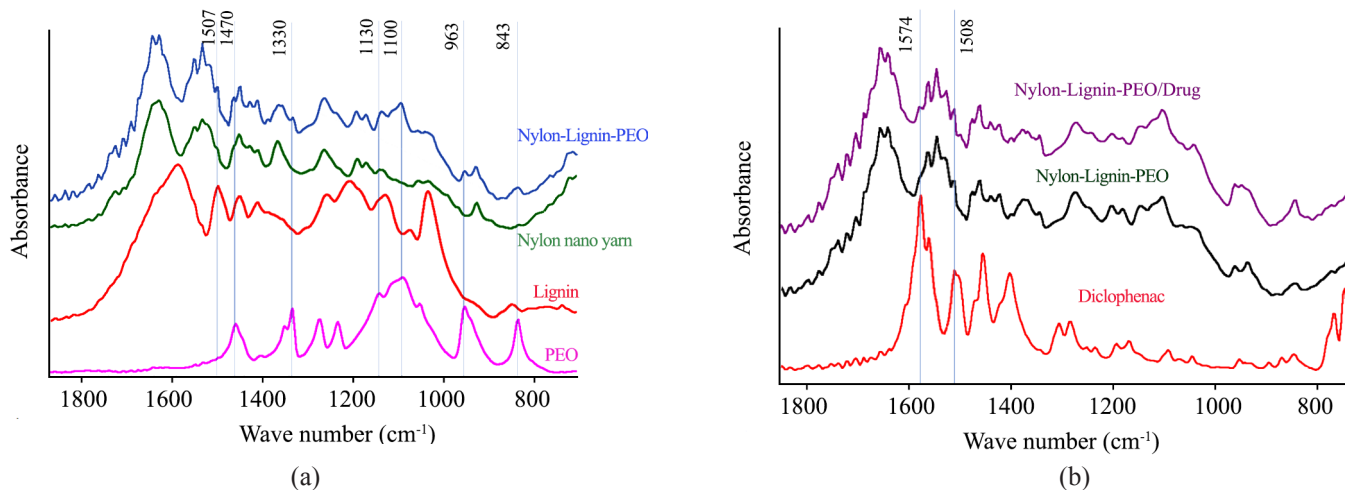 1507
1470
1330
1130
1100
963
843
Absorbance
Nylon-Lignin-PEO
Nylon nano yarn
Lignin
PEO
1800 1600 1400 1200 1000 800
Wave number (cm-1)
(a)
1574
1508
Absorbance
Nylon-Lignin-PEO/Drug
Nylon-Lignin-PEO
Diclophenac
1800 1600 1400 1200 1000 800
Wave number (cm-1)
(b)